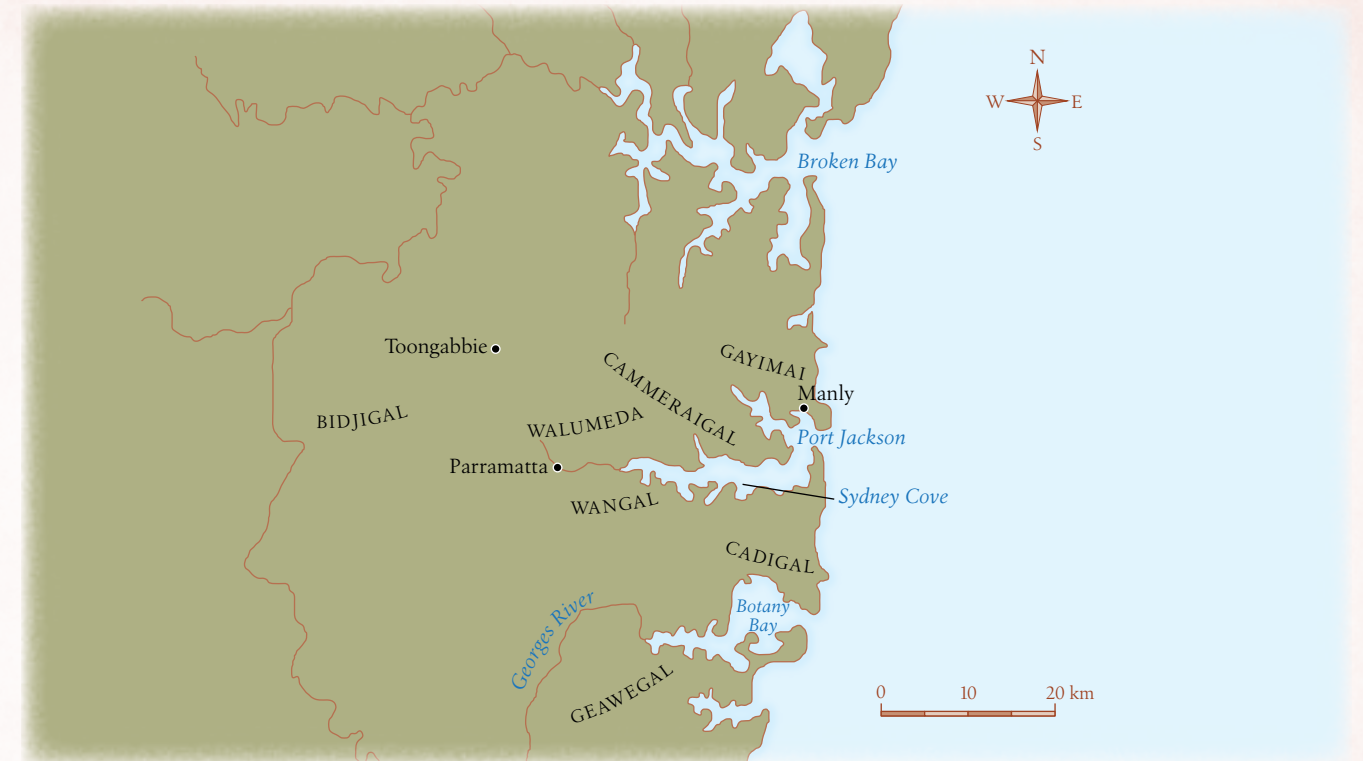 N
W
E
S
Broken Bay
Toongabbie
GAYIMAI
CAMMERAIGAL
Manly
BIDJIGAL
WALUMEDA
Port Jackson
Parramatta
WANGAL
Sydney Cove
CADIGAL
Botany
Bay
Georges River
GEAWEGAL
0 10 20 km